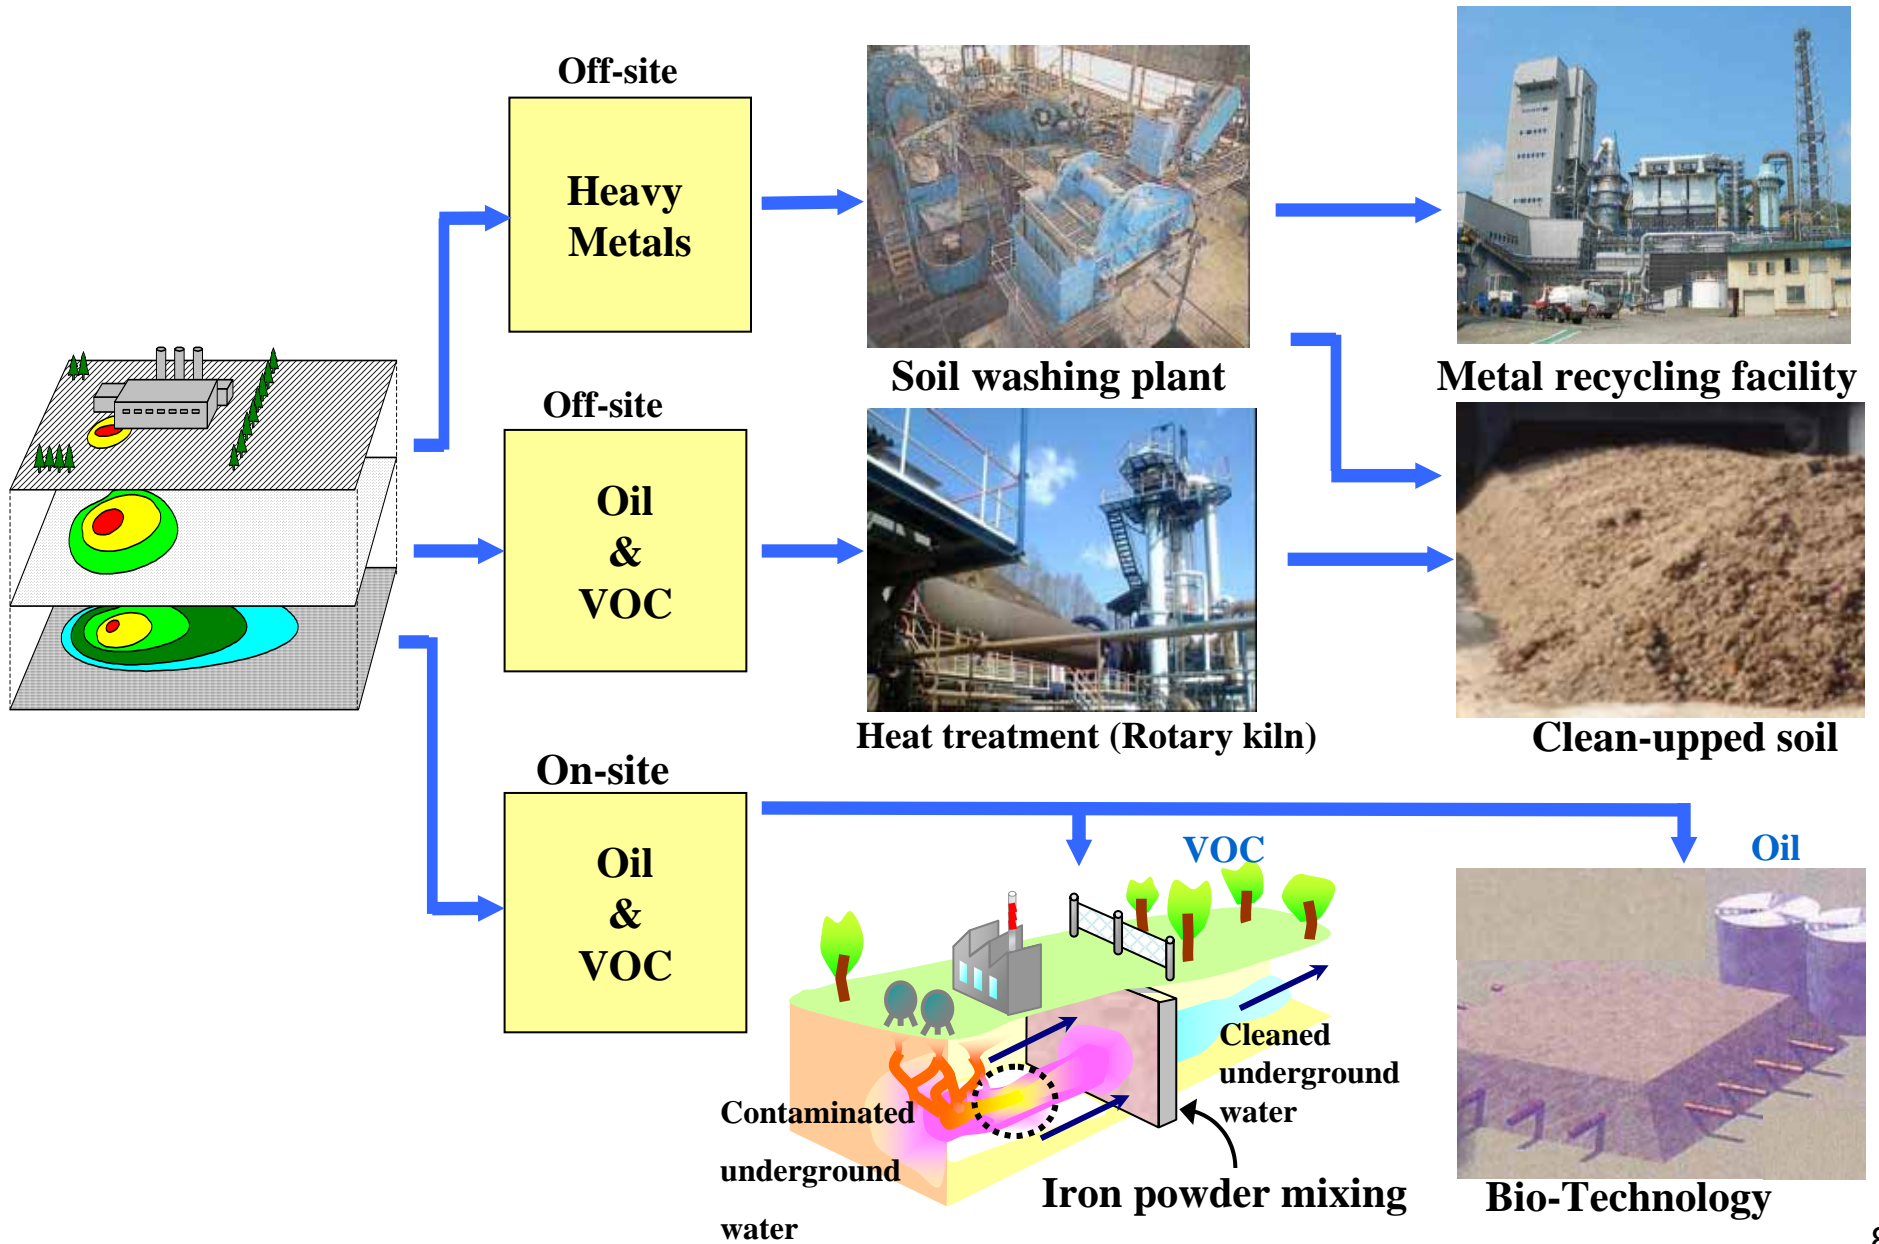 Off-site
Heavy
Metals
Soil washing plant
Metal recycling facility
Off-site
Oil
&
VOC
Heat treatment (Rotary kiln)
Clean-upped soil
On-site
Oil
&
VOC
VOC
Oil
Contaminated
underground
water
Cleaned
underground
water
Iron powder mixing
Bio-Technology